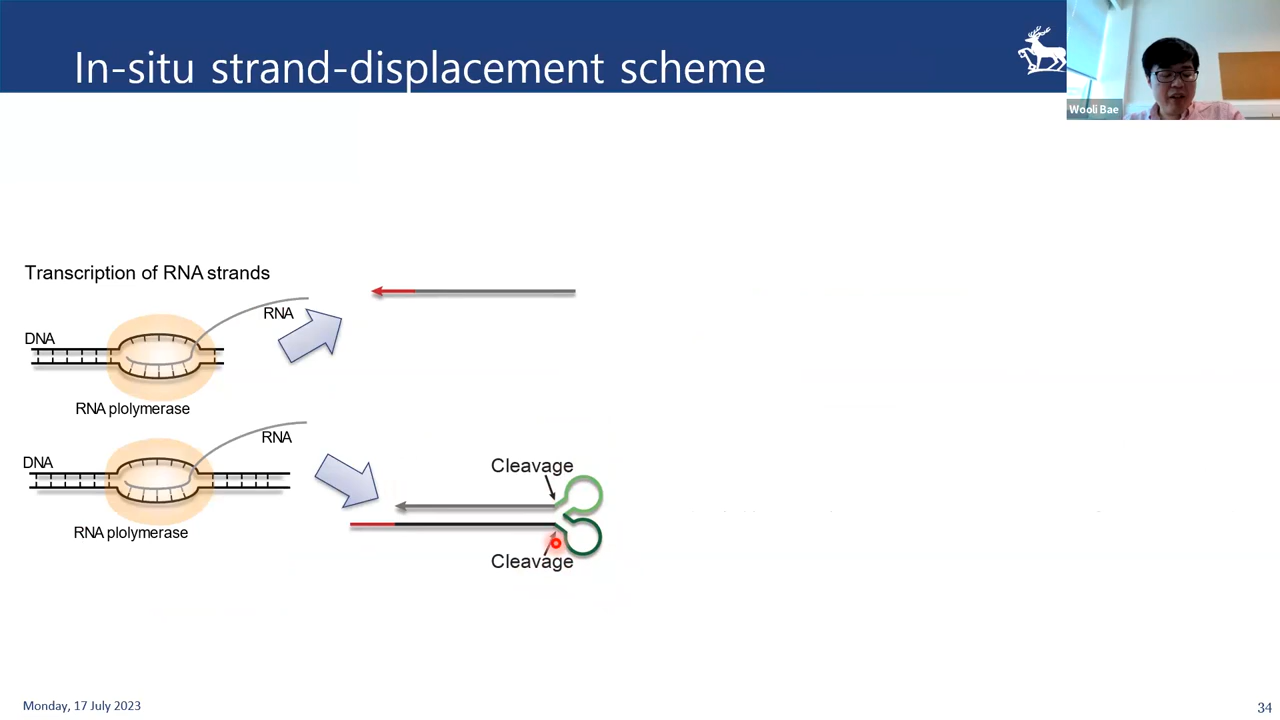 In-situ strand-displacement scheme
Wooli Bae
Transcription of RNA strands
RNA
DNA
RNA plolymerase
RNA
DNA
RNA plolymerase
Cleavage
Cleavage
Monday, 17 July 2023
34